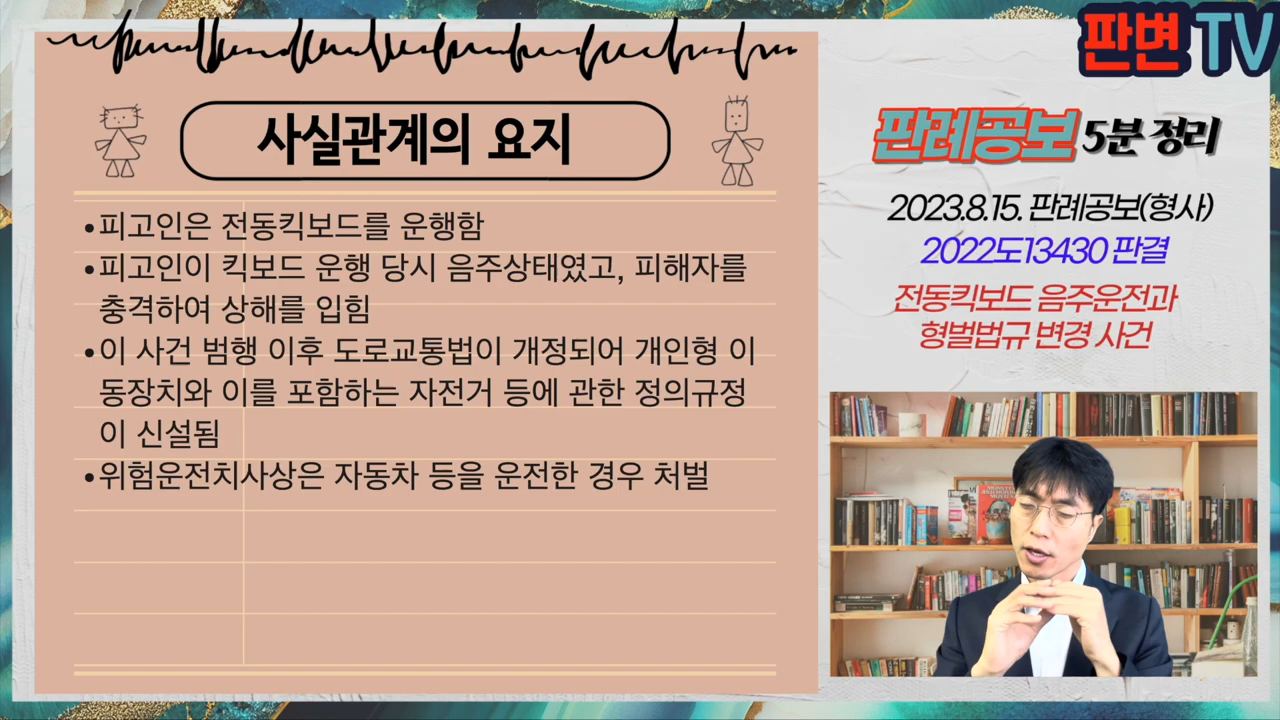 판변 TV
사실관계의 요지
•피고인은 전동킥보드를 운행함
•피고인이 킥보드 운행 당시 음주상태였고, 피해자를
충격하여 상해를 입힘
•이 사건 범행 이후 도로교통법이 개정되어 개인형 이
동장치와 이를 포함하는 자전거 등에 관한 정의규정
이 신설됨
•위험운전치사상은 자동차 등을 운전한 경우 처벌
판례공보 5분 정리
2023.8.15. 판례공보(형사)
2022도13430 판결
전동킥보드 음주운전과
형벌법규 변경 사건